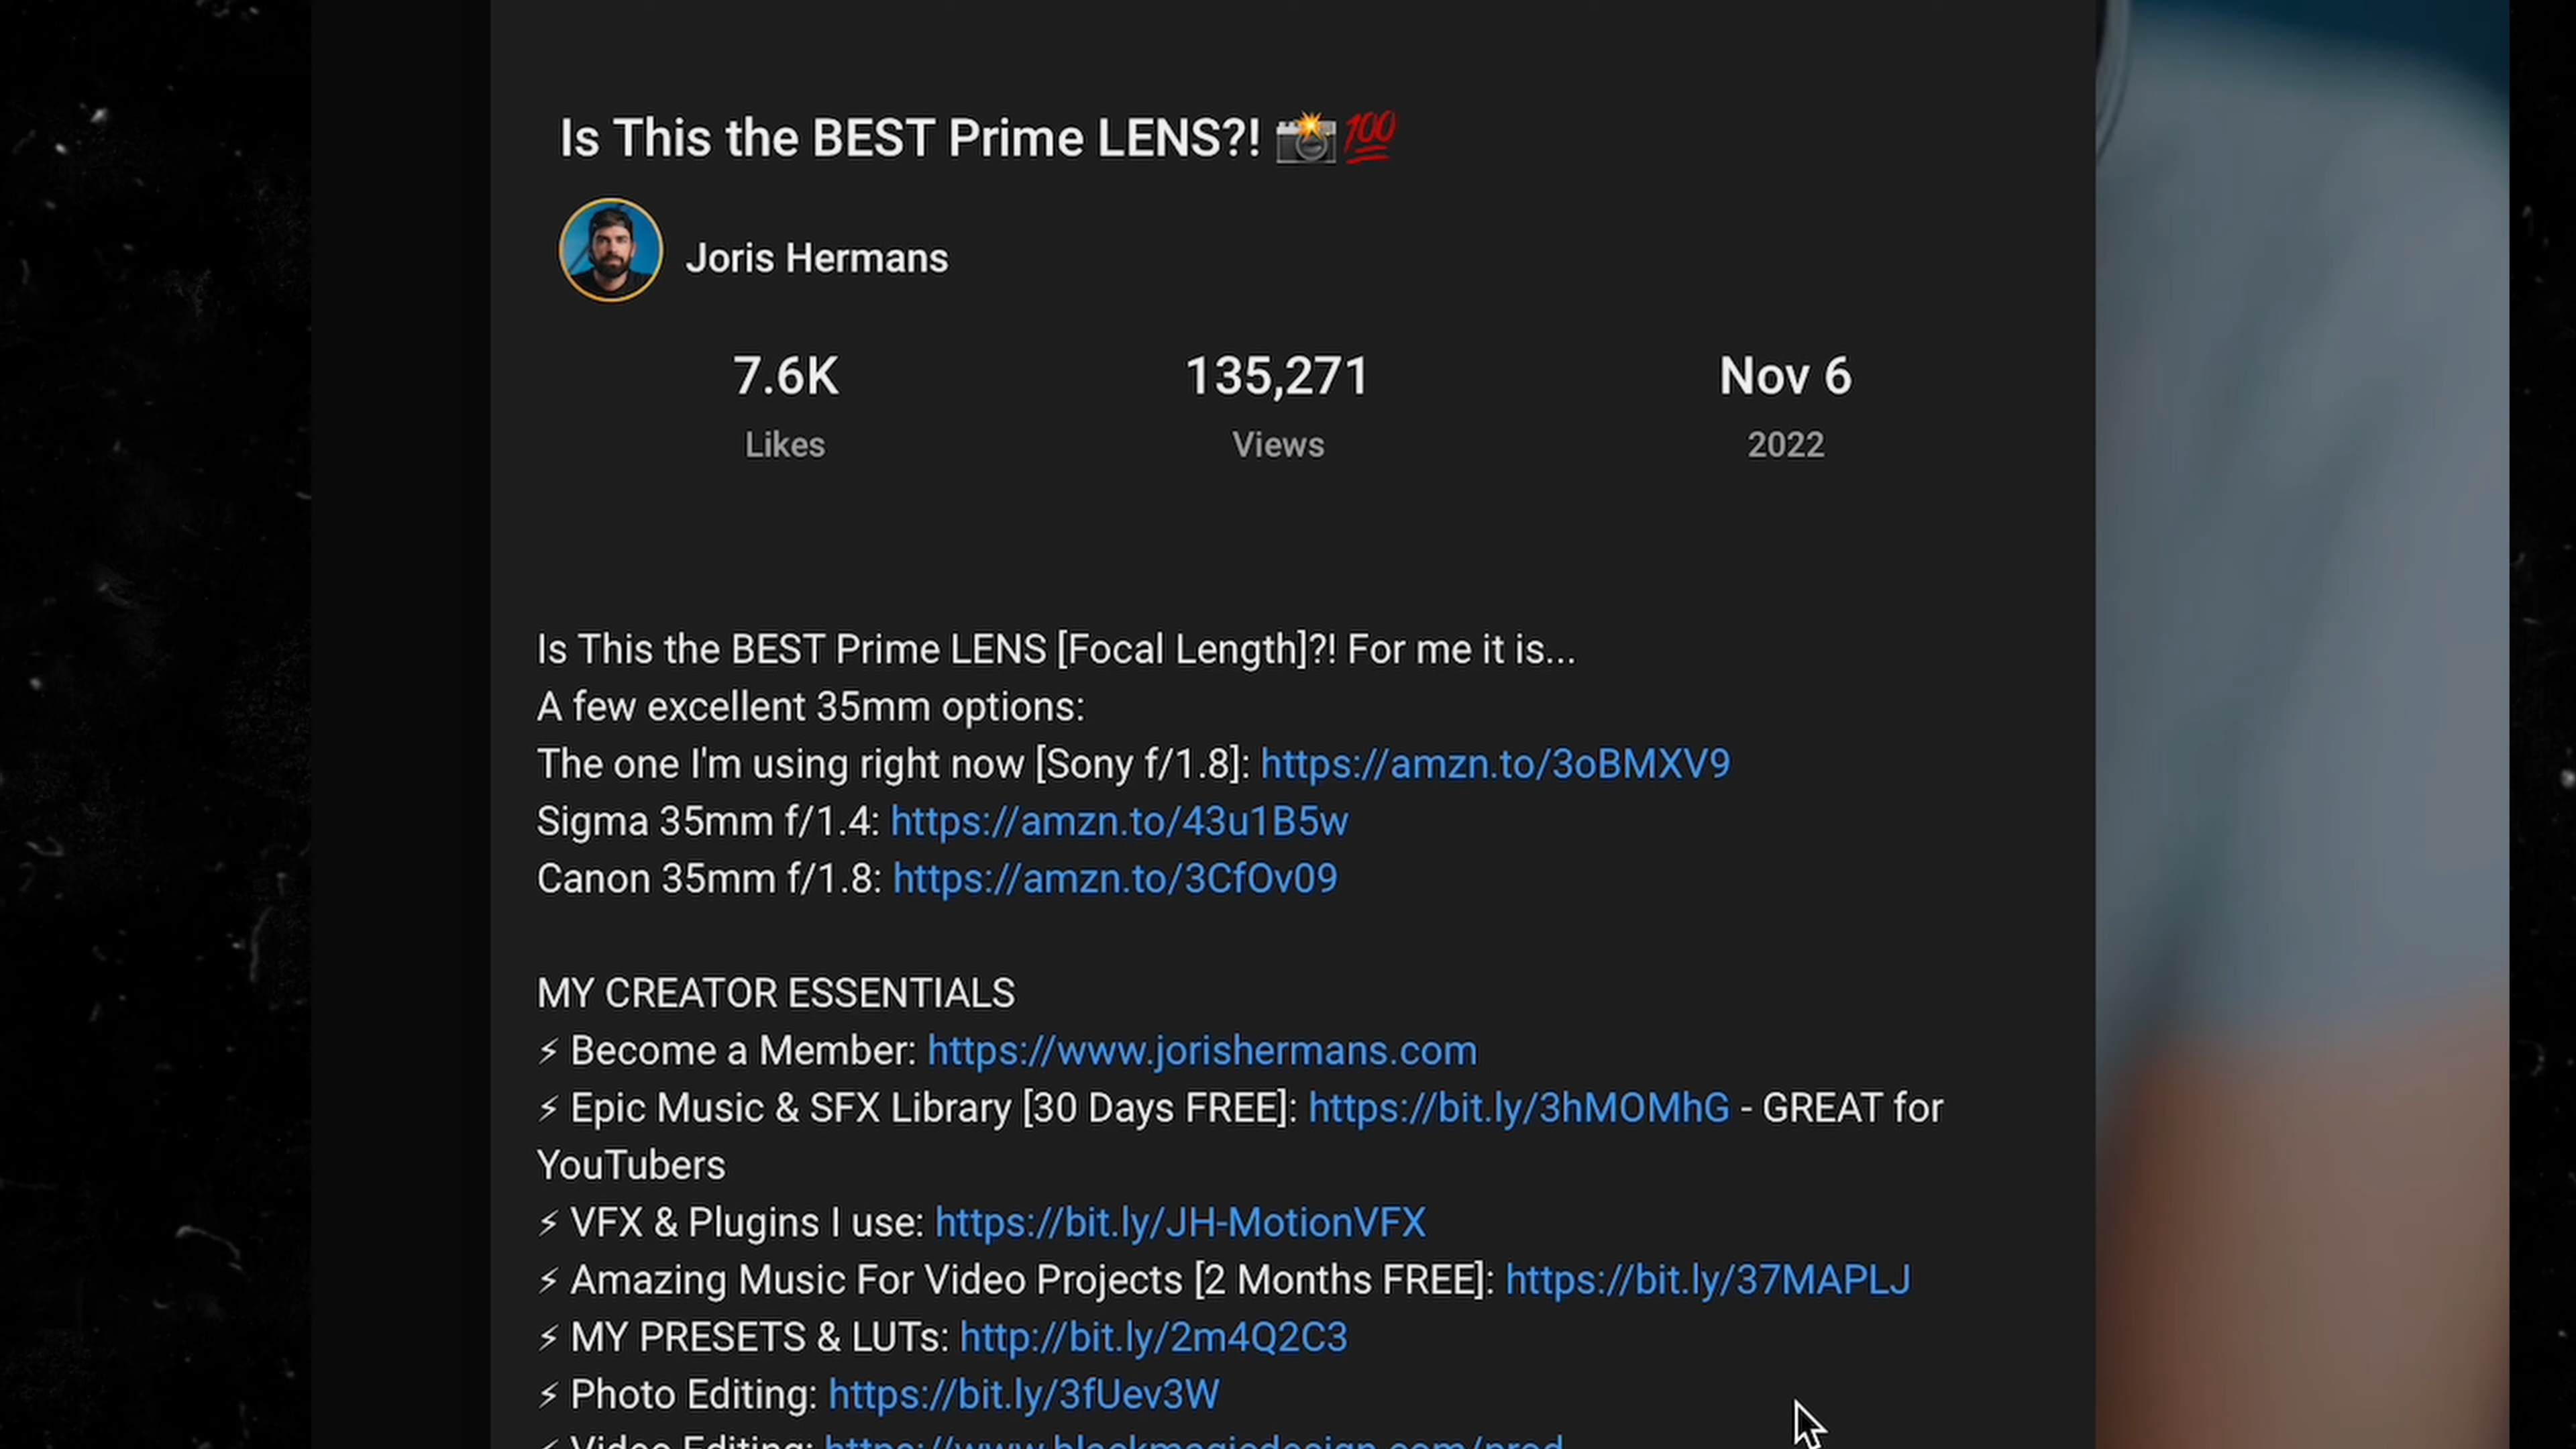 Is This the BEST Prime LENS?! 📸💯
Joris Hermans
7.6K 135,271 Nov 6
Likes Views 2022
Is This the BEST Prime LENS [Focal Length]?! For me it is...
A few excellent 35mm options:
The one I'm using right now [Sony f/1.8]: https://amzn.to/3oBMXV9
Sigma 35mm f/1.4: https://amzn.to/43u1B5w
Canon 35mm f/1.8: https://amzn.to/3CfOv09
MY CREATOR ESSENTIALS
⚡ Become a Member: https://www.jorishermans.com
⚡ Epic Music & SFX Library [30 Days FREE]: https://bit.ly/3hMOMhG - GREAT for
YouTubers
⚡ VFX & Plugins I use: https://bit.ly/JH-MotionVFX
⚡ Amazing Music For Video Projects [2 Months FREE]: https://bit.ly/37MAPLJ
⚡ MY PRESETS & LUTs: http://bit.ly/2m4Q2C3
⚡ Photo Editing: https://bit.ly/3fUev3W
⚡ Video Editing: https://www.blackmagicdesign.com/prod...